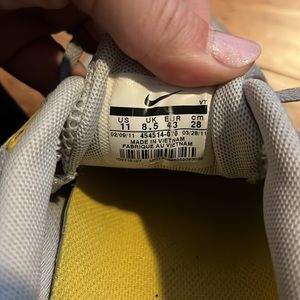 VT
US UK EUR cm
11 8.5 43 28
02/09/11 454514-070 03/28/11
MADE IN VIETNAM
FABRIQUE AU VIETNAM